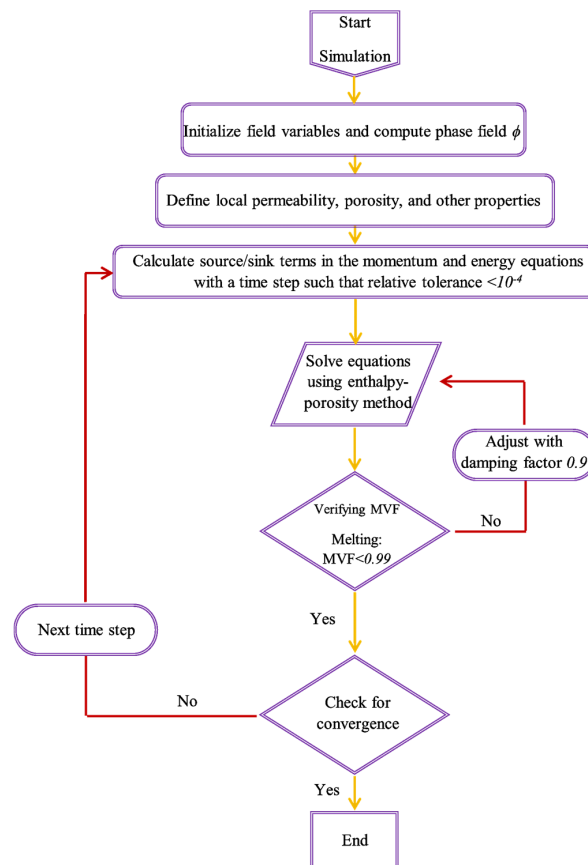 Start
Simulation
Initialize field variables and compute phase field ϕ
Define local permeability, porosity, and other properties
Calculate source/sink terms in the momentum and energy equations
with a time step such that relative tolerance <10⁻⁴
Solve equations
using enthalpy-
porosity method
Adjust with
damping factor 0.9
Verifying MVF
Melting:
MVF<0.99
No
Yes
Next time step
No
Check for
convergence
Yes
End